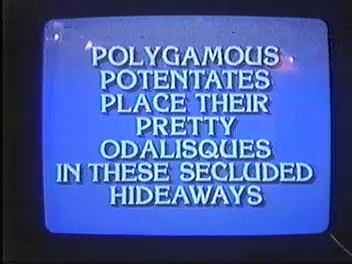 POLYGAMOUS
POTENTATES
PLACE THEIR
PRETTY
ODALISQUES
IN THESE SECLUDED
HIDEAWAYS